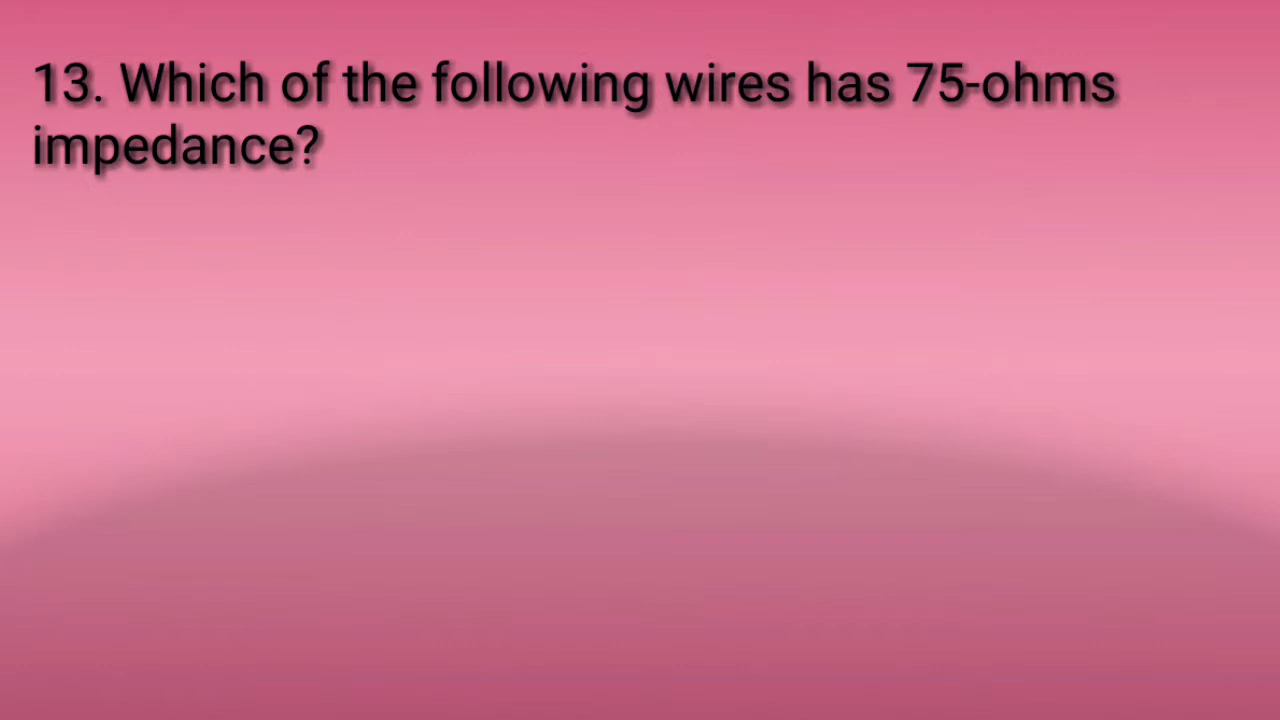 13. Which of the following wires has 75-ohms
impedance?